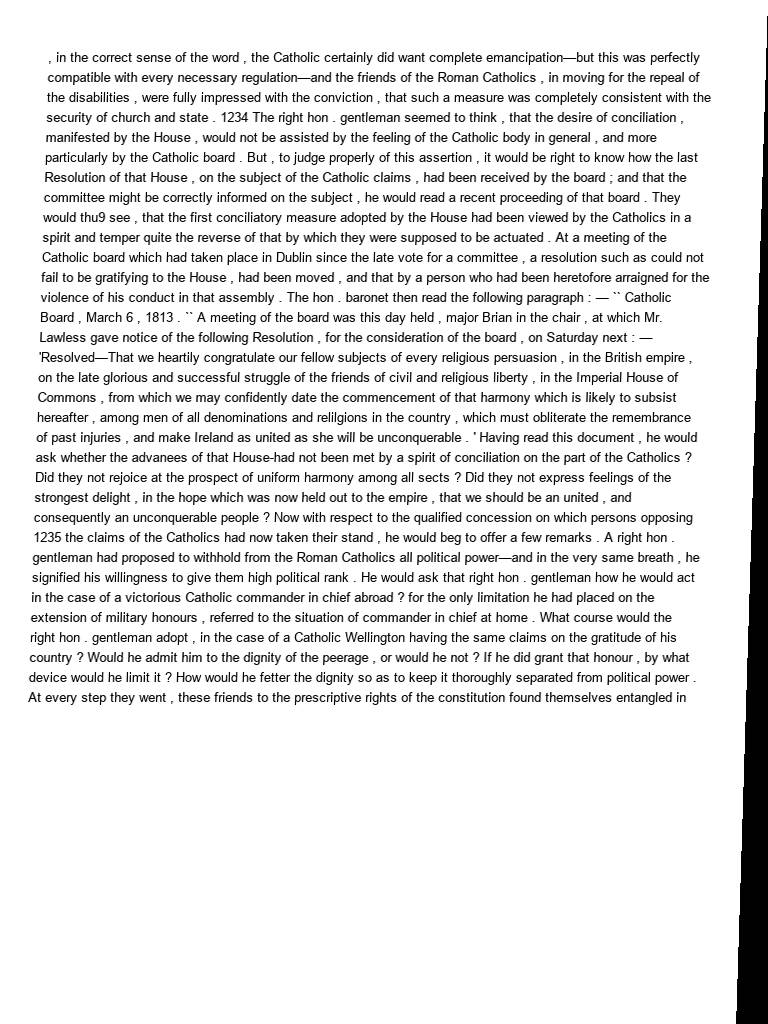 , in the correct sense of the word , the Catholic certainly did want complete emancipation—but this was perfectly
compatible with every necessary regulation—and the friends of the Roman Catholics , in moving for the repeal of
the disabilities , were fully impressed with the conviction , that such a measure was completely consistent with the
security of church and state . 1234 The right hon . gentleman seemed to think , that the desire of conciliation ,
manifested by the House , would not be assisted by the feeling of the Catholic body in general , and more
particularly by the Catholic board . But , to judge properly of this assertion , it would be right to know how the last
Resolution of that House , on the subject of the Catholic claims , had been received by the board ; and that the
committee might be correctly informed on the subject , he would read a recent proceeding of that board . They
would thu9 see , that the first conciliatory measure adopted by the House had been viewed by the Catholics in a
spirit and temper quite the reverse of that by which they were supposed to be actuated . At a meeting of the
Catholic board which had taken place in Dublin since the late vote for a committee , a resolution such as could not
fail to be gratifying to the House , had been moved , and that by a person who had been heretofore arraigned for the
violence of his conduct in that assembly . The hon . baronet then read the following paragraph : — `` Catholic
Board , March 6 , 1813 . `` A meeting of the board was this day held , major Brian in the chair , at which Mr.
Lawless gave notice of the following Resolution , for the consideration of the board , on Saturday next : —
'Resolved—That we heartily congratulate our fellow subjects of every religious persuasion , in the British empire ,
on the late glorious and successful struggle of the friends of civil and religious liberty , in the Imperial House of
Commons , from which we may confidently date the commencement of that harmony which is likely to subsist
hereafter , among men of all denominations and relilgions in the country , which must obliterate the remembrance
of past injuries , and make Ireland as united as she will be unconquerable . ' Having read this document , he would
ask whether the advanees of that House-had not been met by a spirit of conciliation on the part of the Catholics ?
Did they not rejoice at the prospect of uniform harmony among all sects ? Did they not express feelings of the
strongest delight , in the hope which was now held out to the empire , that we should be an united , and
consequently an unconquerable people ? Now with respect to the qualified concession on which persons opposing
1235 the claims of the Catholics had now taken their stand , he would beg to offer a few remarks . A right hon .
gentleman had proposed to withhold from the Roman Catholics all political power—and in the very same breath , he
signified his willingness to give them high political rank . He would ask that right hon . gentleman how he would act
in the case of a victorious Catholic commander in chief abroad ? for the only limitation he had placed on the
extension of military honours , referred to the situation of commander in chief at home . What course would the
right hon . gentleman adopt , in the case of a Catholic Wellington having the same claims on the gratitude of his
country ? Would he admit him to the dignity of the peerage , or would he not ? If he did grant that honour , by what
device would he limit it ? How would he fetter the dignity so as to keep it thoroughly separated from political power .
At every step they went , these friends to the prescriptive rights of the constitution found themselves entangled in